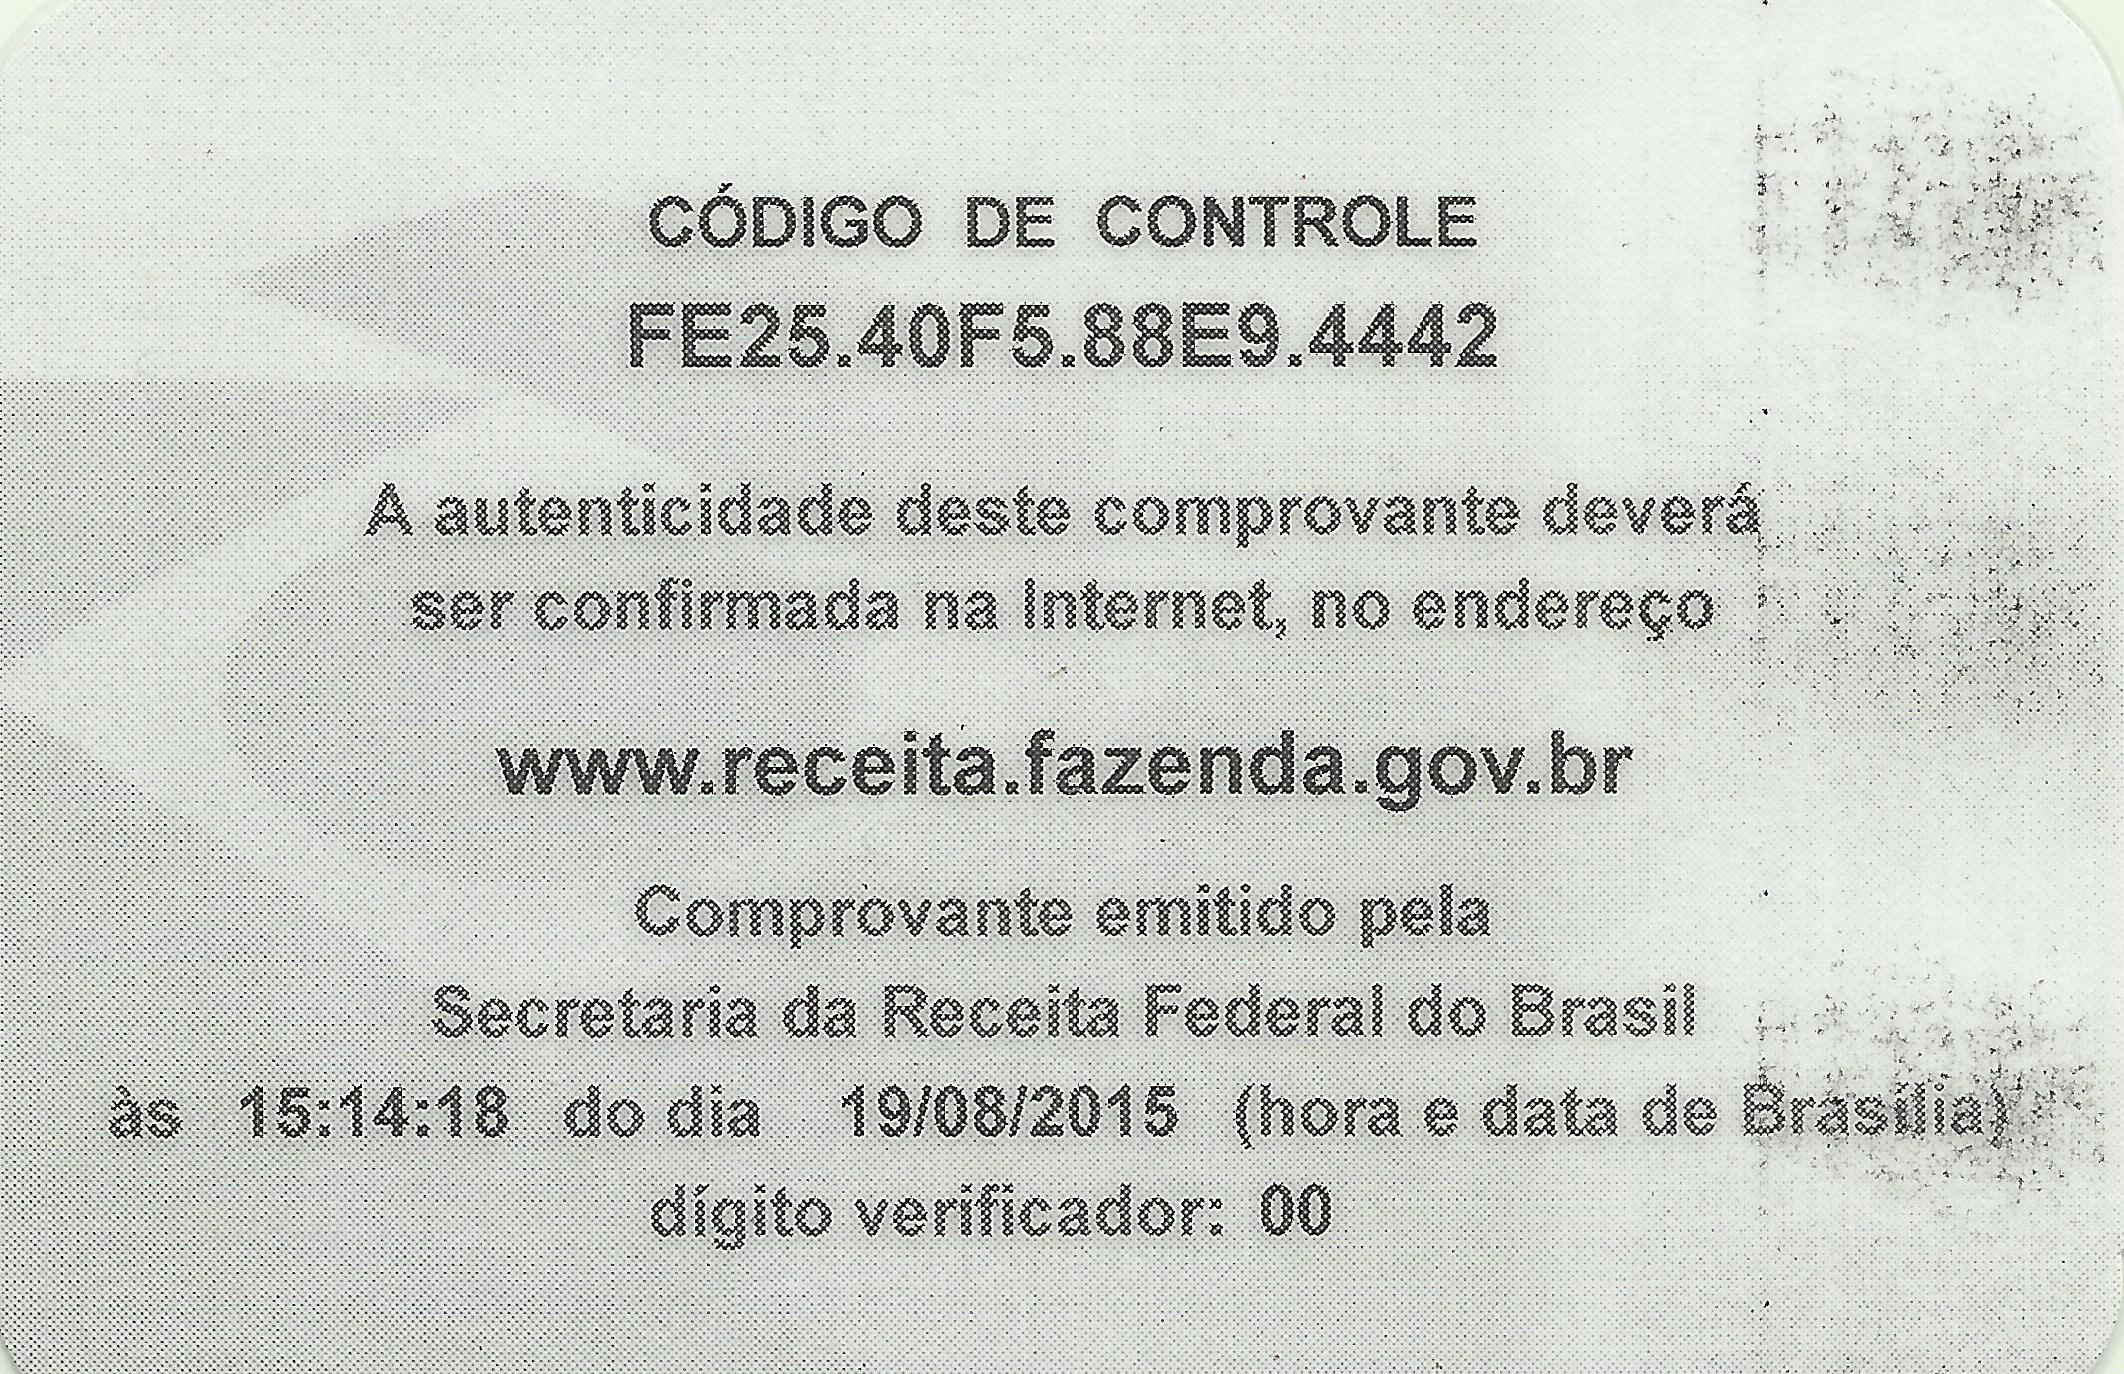 CÓDIGO DE CONTROLE
FE25.40F5.88E9.4442
A autenticidade deste comprovante deverá
ser confirmada na Internet, no endereço
www.receita.fazenda.gov.br
Comprovante emitido pela
Secretaria da Receita Federal do Brasil
às 15:14:18 do dia 19/08/2015 (hora e data de Brasília)
dígito verificador: 00